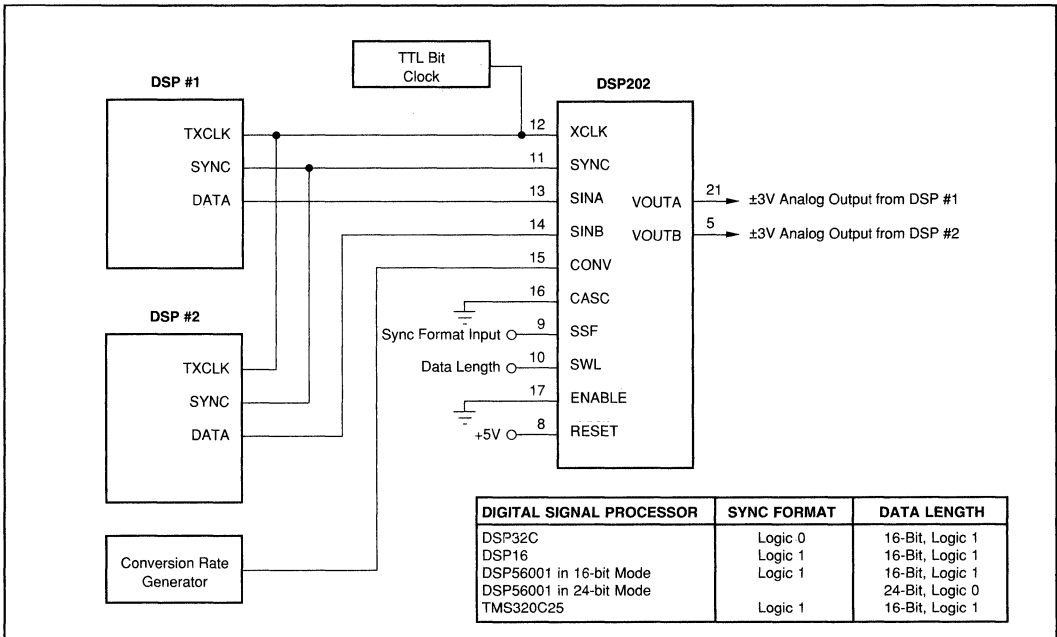 TTL Bit
Clock
DSP #1
DSP202
TXCLK
SYNC
DATA
12
11
13
14
15
16
9
10
17
8
XCLK
SYNC
SINA
SINB
CONV
CASC
SSF
SWL
ENABLE
RESET
VOUTA
VOUTB
21
5
±3V Analog Output from DSP #1
±3V Analog Output from DSP #2
DSP #2
TXCLK
SYNC
DATA
Sync Format Input
Data Length
+5V
Conversion Rate
Generator
DIGITAL SIGNAL PROCESSOR SYNC FORMAT DATA LENGTH
DSP32C Logic 0 16-Bit, Logic 1
DSP16 Logic 1 16-Bit, Logic 1
DSP56001 in 16-bit Mode Logic 1 16-Bit, Logic 1
DSP56001 in 24-bit Mode 24-Bit, Logic 0
TMS320C25 Logic 1 16-Bit, Logic 1